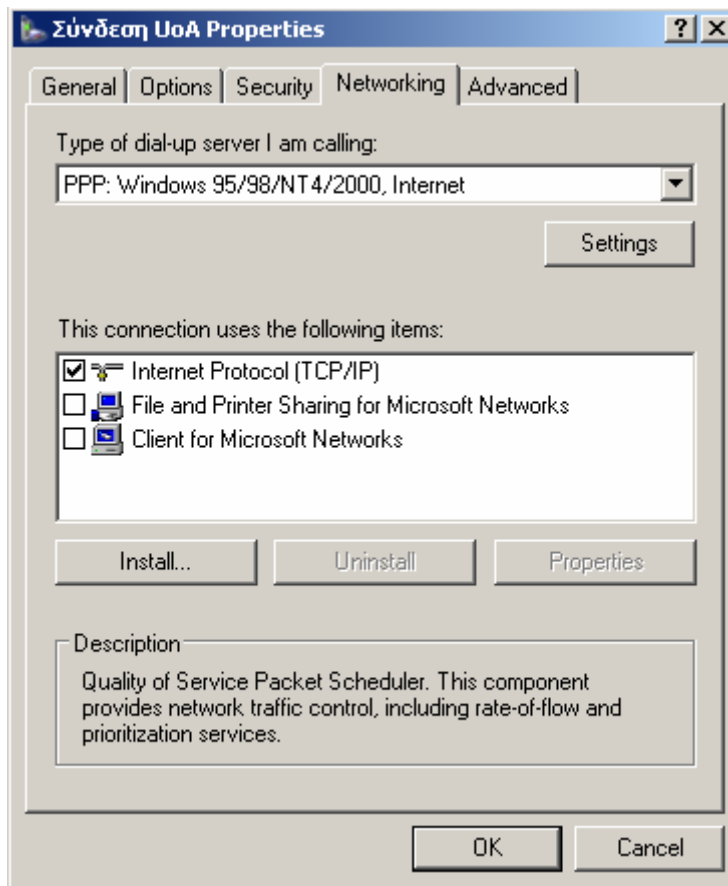 Σύνδεση UoA Properties
General Options Security Networking Advanced
Type of dial-up server I am calling:
PPP: Windows 95/98/NT4/2000, Internet
Settings
This connection uses the following items:
Internet Protocol (TCP/IP)
File and Printer Sharing for Microsoft Networks
Client for Microsoft Networks
Install... Uninstall Properties
Description
Quality of Service Packet Scheduler. This component
provides network traffic control, including rate-of-flow and
prioritization services.
OK Cancel